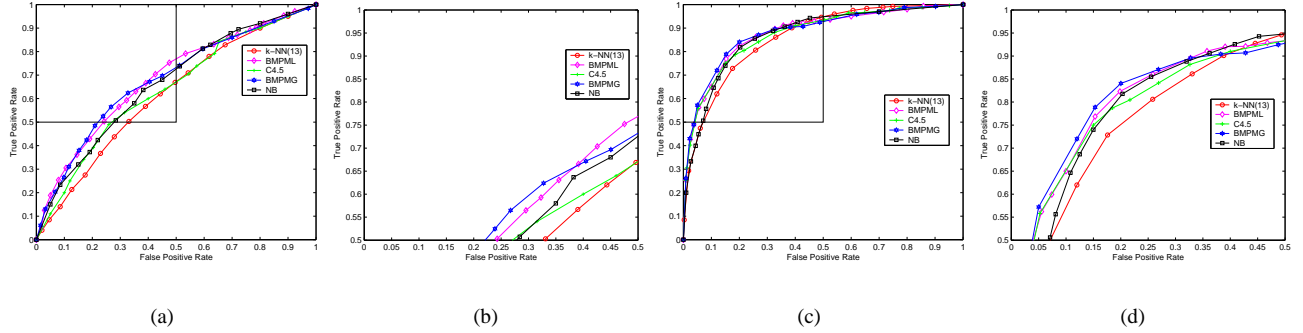 1
0.9
0.8
0.7
0.6
0.5
0.4
0.3
0.2
0.1
0
True Positive Rate
0 0.1 0.2 0.3 0.4 0.5 0.6 0.7 0.8 0.9 1
False Positive Rate
k−NN(13)
BMPML
C4.5
BMPMG
NB
(a)
1
0.95
0.9
0.85
0.8
0.75
0.7
0.65
0.6
0.55
0.5
True Positive Rate
0 0.05 0.1 0.15 0.2 0.25 0.3 0.35 0.4 0.45 0.5
False Positive Rate
k−NN(13)
BMPML
C4.5
BMPMG
NB
(b)
1
0.9
0.8
0.7
0.6
0.5
0.4
0.3
0.2
0.1
0
True Positive Rate
0 0.1 0.2 0.3 0.4 0.5 0.6 0.7 0.8 0.9 1
False Positive Rate
k−NN(13)
BMPML
C4.5
BMPMG
NB
(c)
1
0.95
0.9
0.85
0.8
0.75
0.7
0.65
0.6
0.55
0.5
True Positive Rate
0 0.05 0.1 0.15 0.2 0.25 0.3 0.35 0.4 0.45 0.5
False Positive Rate
k−NN(13)
BMPML
C4.5
BMPMG
NB
(d)